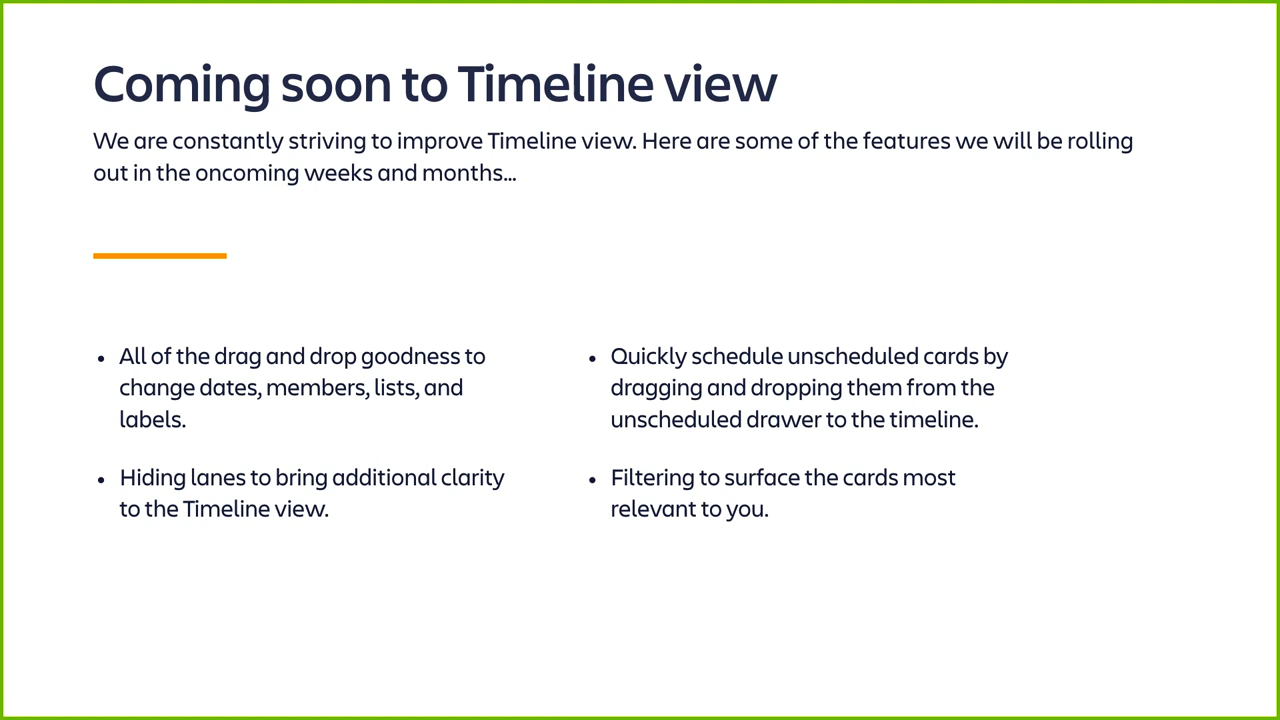 Coming soon to Timeline view
We are constantly striving to improve Timeline view. Here are some of the features we will be rolling
out in the oncoming weeks and months...
• All of the drag and drop goodness to
change dates, members, lists, and
labels.
• Hiding lanes to bring additional clarity
to the Timeline view.
• Quickly schedule unscheduled cards by
dragging and dropping them from the
unscheduled drawer to the timeline.
• Filtering to surface the cards most
relevant to you.